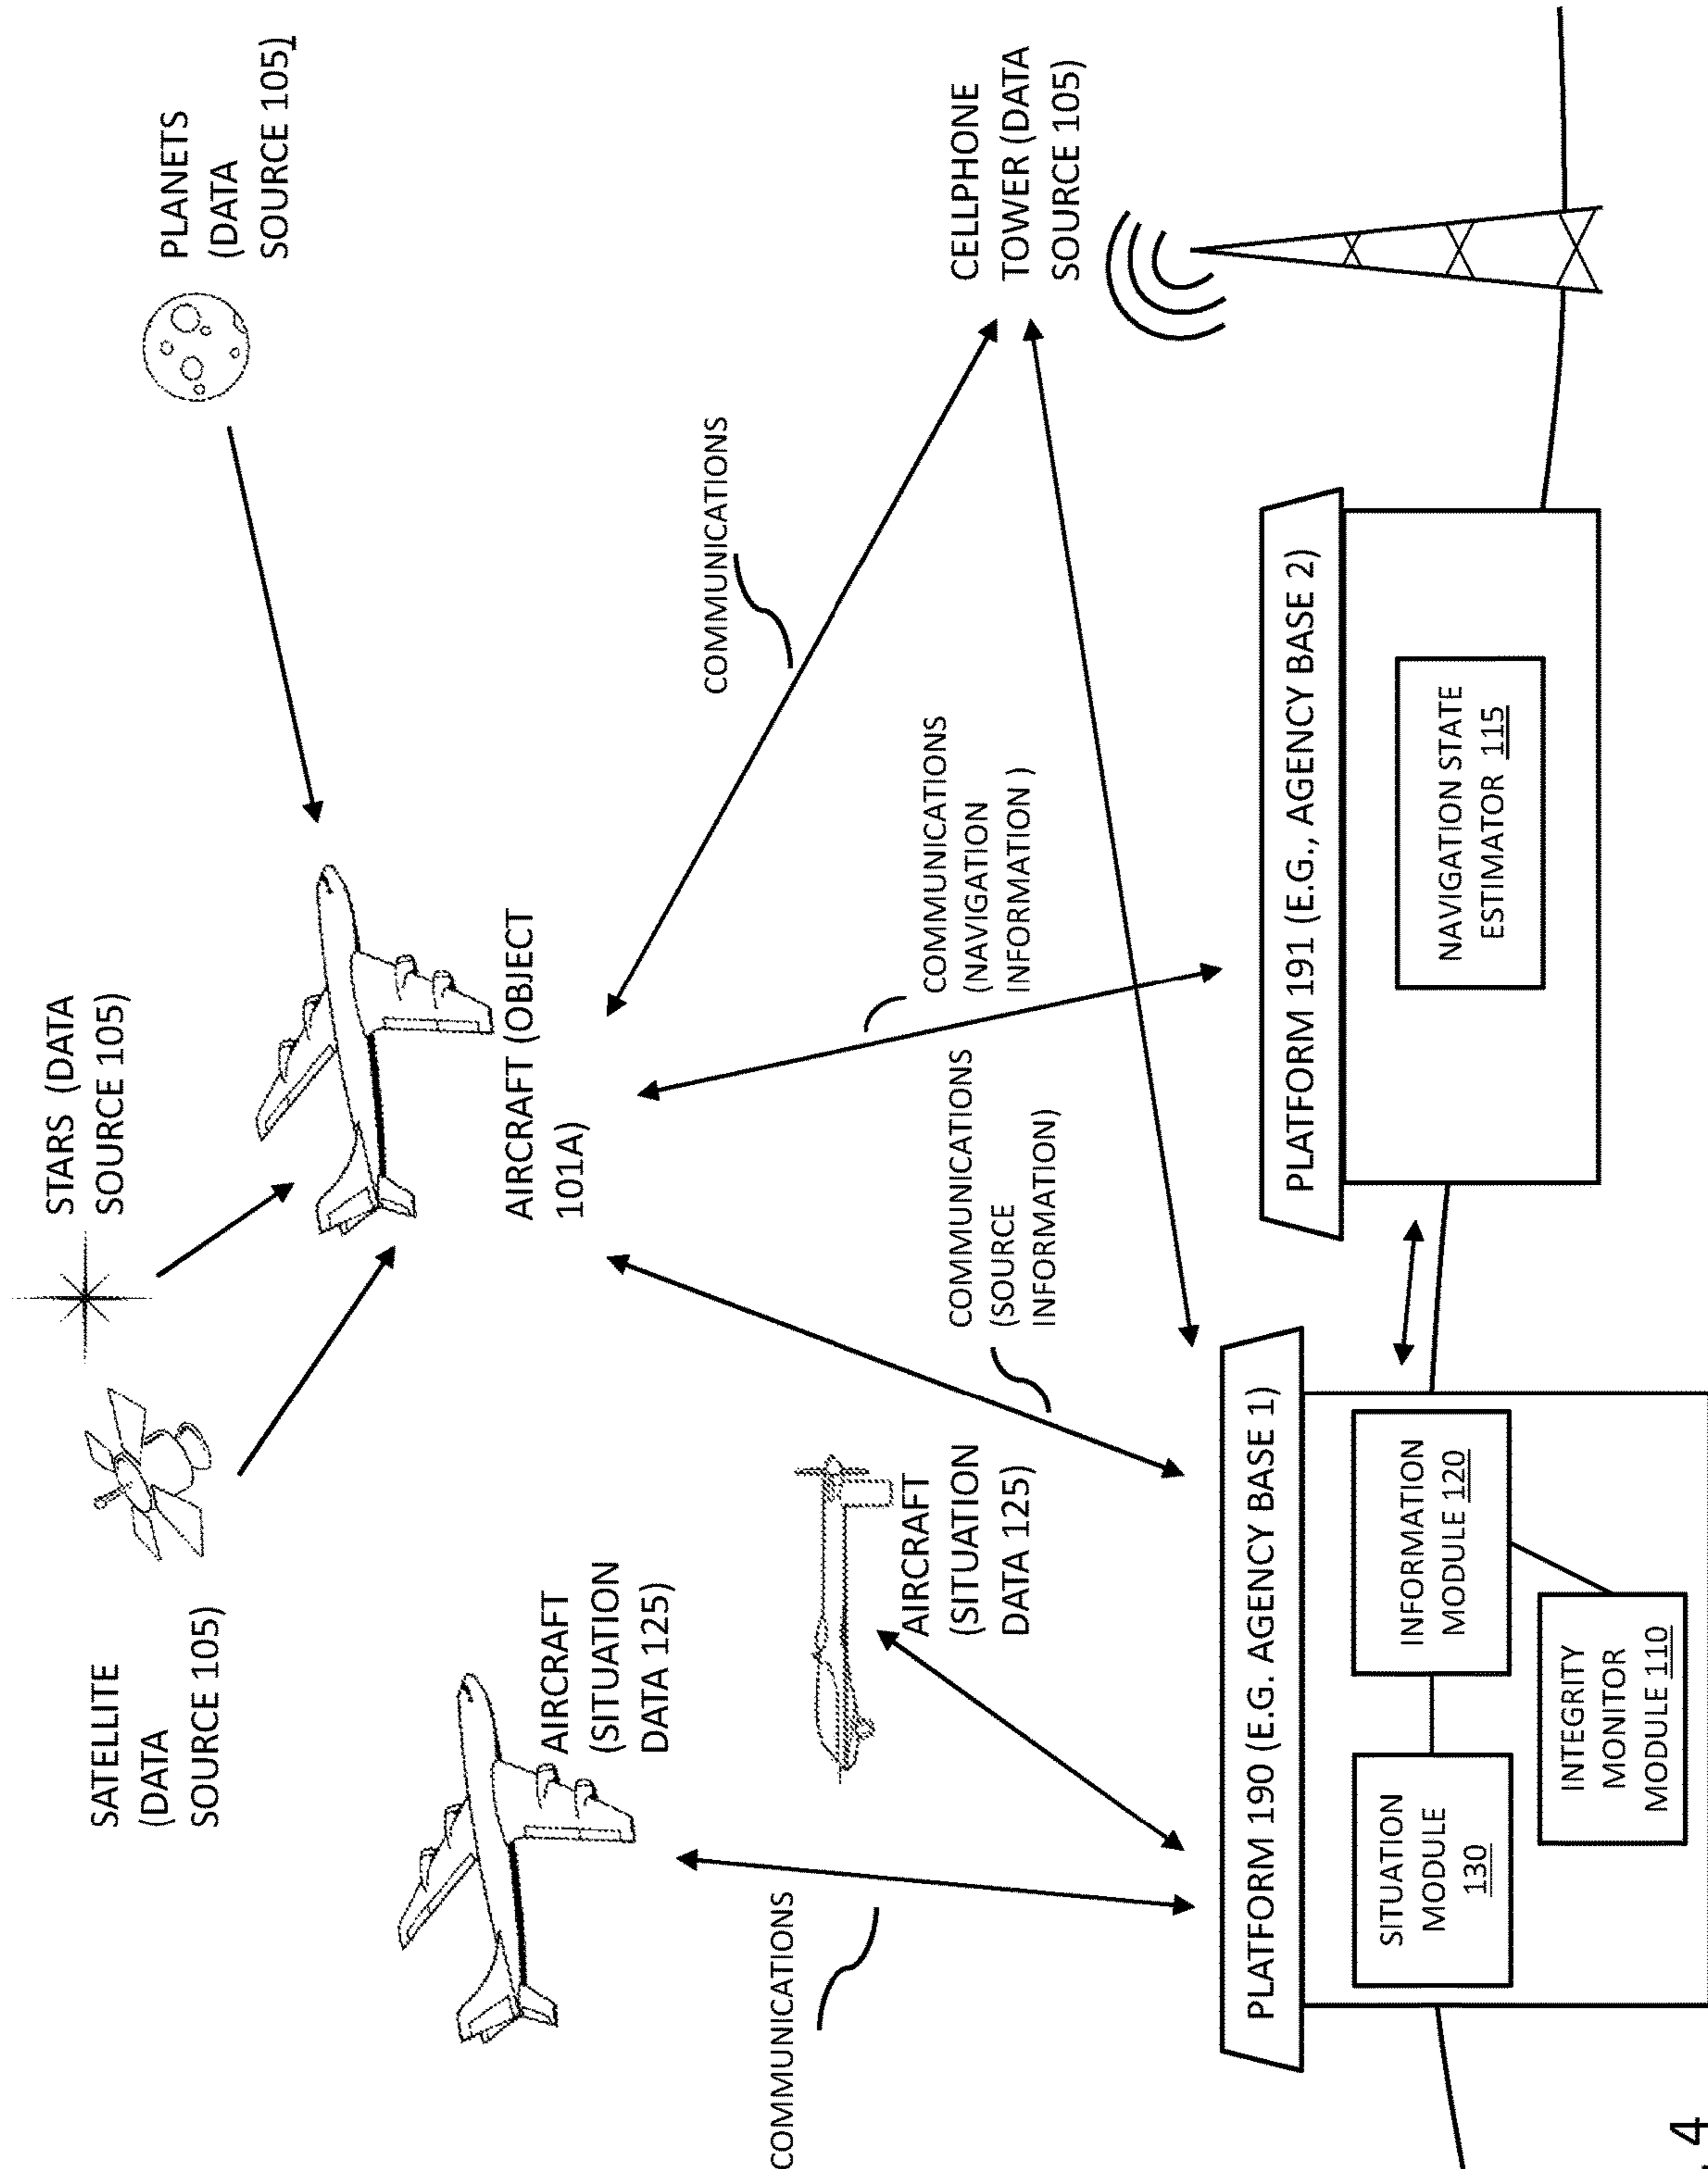 STARS (DATA
SOURCE 105)
PLANETS
(DATA
SOURCE 105)
SATELLITE
(DATA
SOURCE 105)
AIRCRAFT (OBJECT
101A)
AIRCRAFT
(SITUATION
DATA 125)
COMMUNICATIONS
AIRCRAFT
(SITUATION
DATA 125)
COMMUNICATIONS
COMMUNICATIONS
(SOURCE
INFORMATION)
COMMUNICATIONS
(NAVIGATION
INFORMATION )
CELLPHONE
TOWER (DATA
SOURCE 105)
PLATFORM 190 (E.G. AGENCY BASE 1)
SITUATION
MODULE
130
INFORMATION
MODULE 120
INTEGRITY
MONITOR
MODULE 110
PLATFORM 191 (E.G., AGENCY BASE 2)
NAVIGATION STATE
ESTIMATOR 115
4